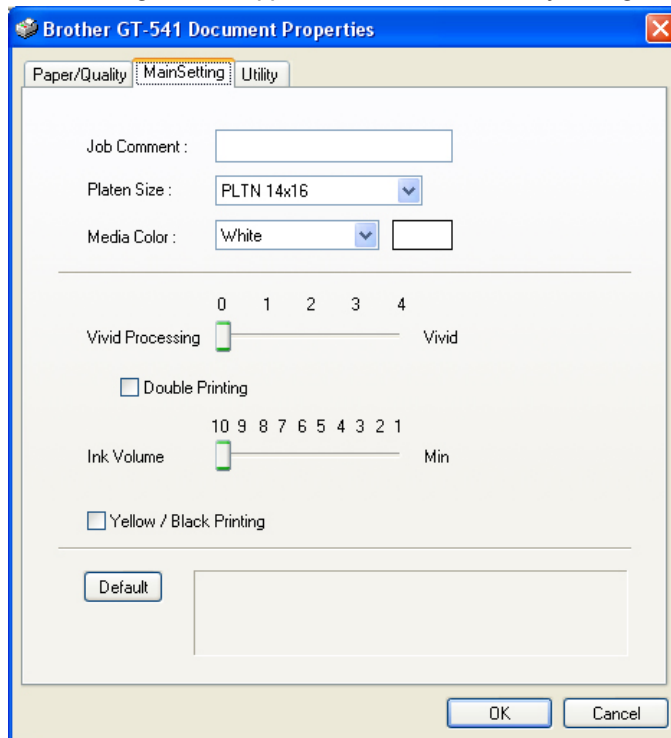 Brother GT-541 Document Properties
Paper/Quality MainSetting Utility
Job Comment :
Platen Size : PLTN 14x16
Media Color : White
0 1 2 3 4
Vivid Processing Vivid
Double Printing
10 9 8 7 6 5 4 3 2 1
Ink Volume Min
Yellow / Black Printing
Default
OK Cancel